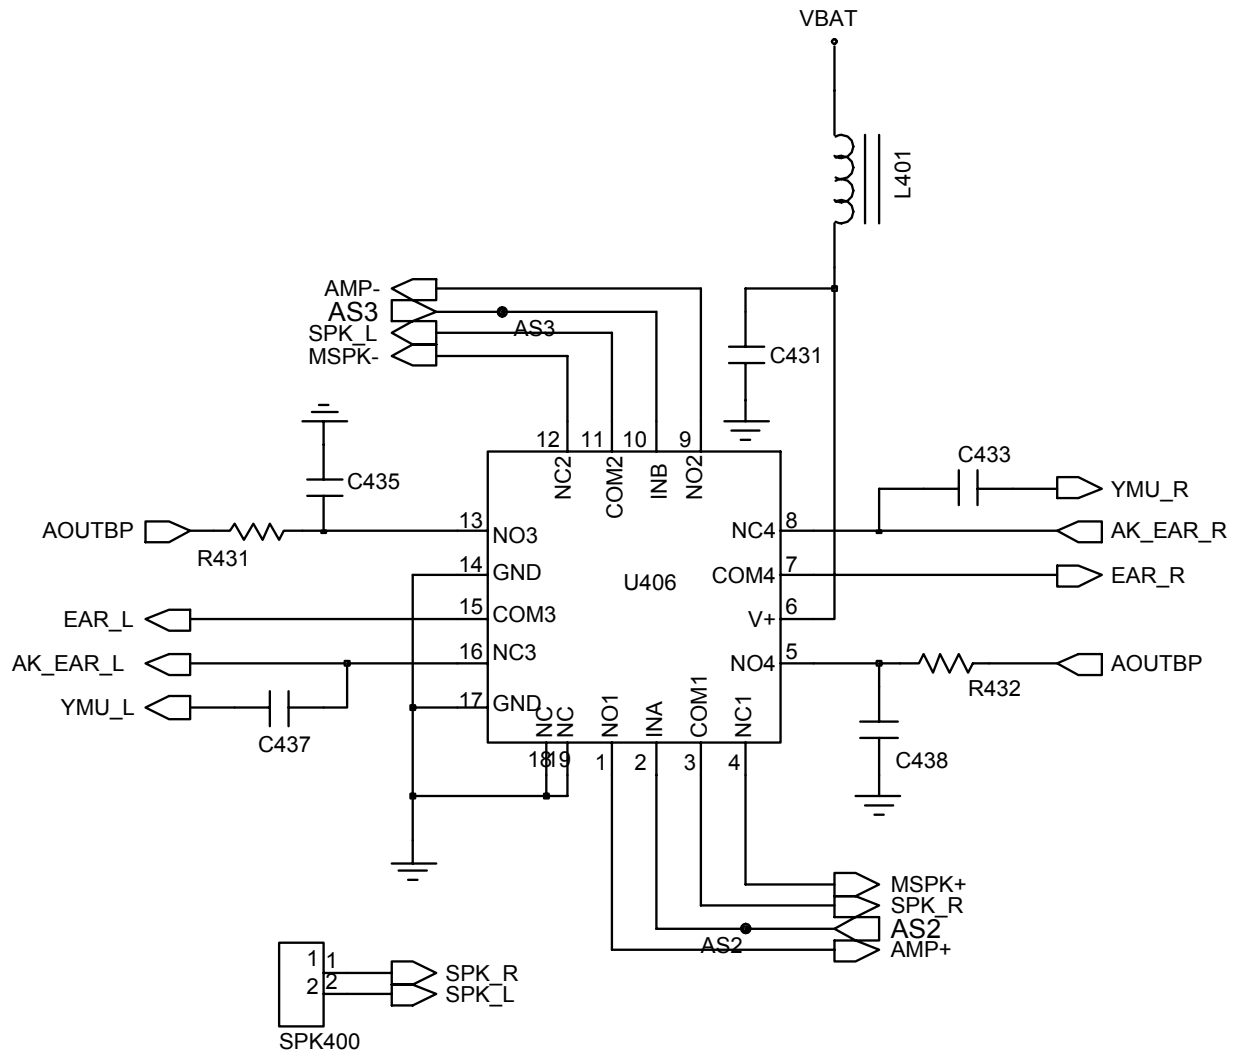 VBAT
L401
AMP-
AS3
AS3
SPK_L
MSPK-
C431
12 11 10 9
NC2 COM2 INB NO2
C435
C433
YMU_R
AOUTBP
R431
13 NO3
NC4 8
AK_EAR_R
14 GND
U406
COM4 7
EAR_R
EAR_L
15 COM3
V+ 6
AK_EAR_L
16 NC3
NO4 5
R432
AOUTBP
YMU_L
C437
17 GND
NC NC NO1 INA COM1 NC1
18 19 1 2 3 4
C438
MSPK+
SPK_R
AS2
AS2
AMP+
1 1 SPK_R
2 2 SPK_L
SPK400